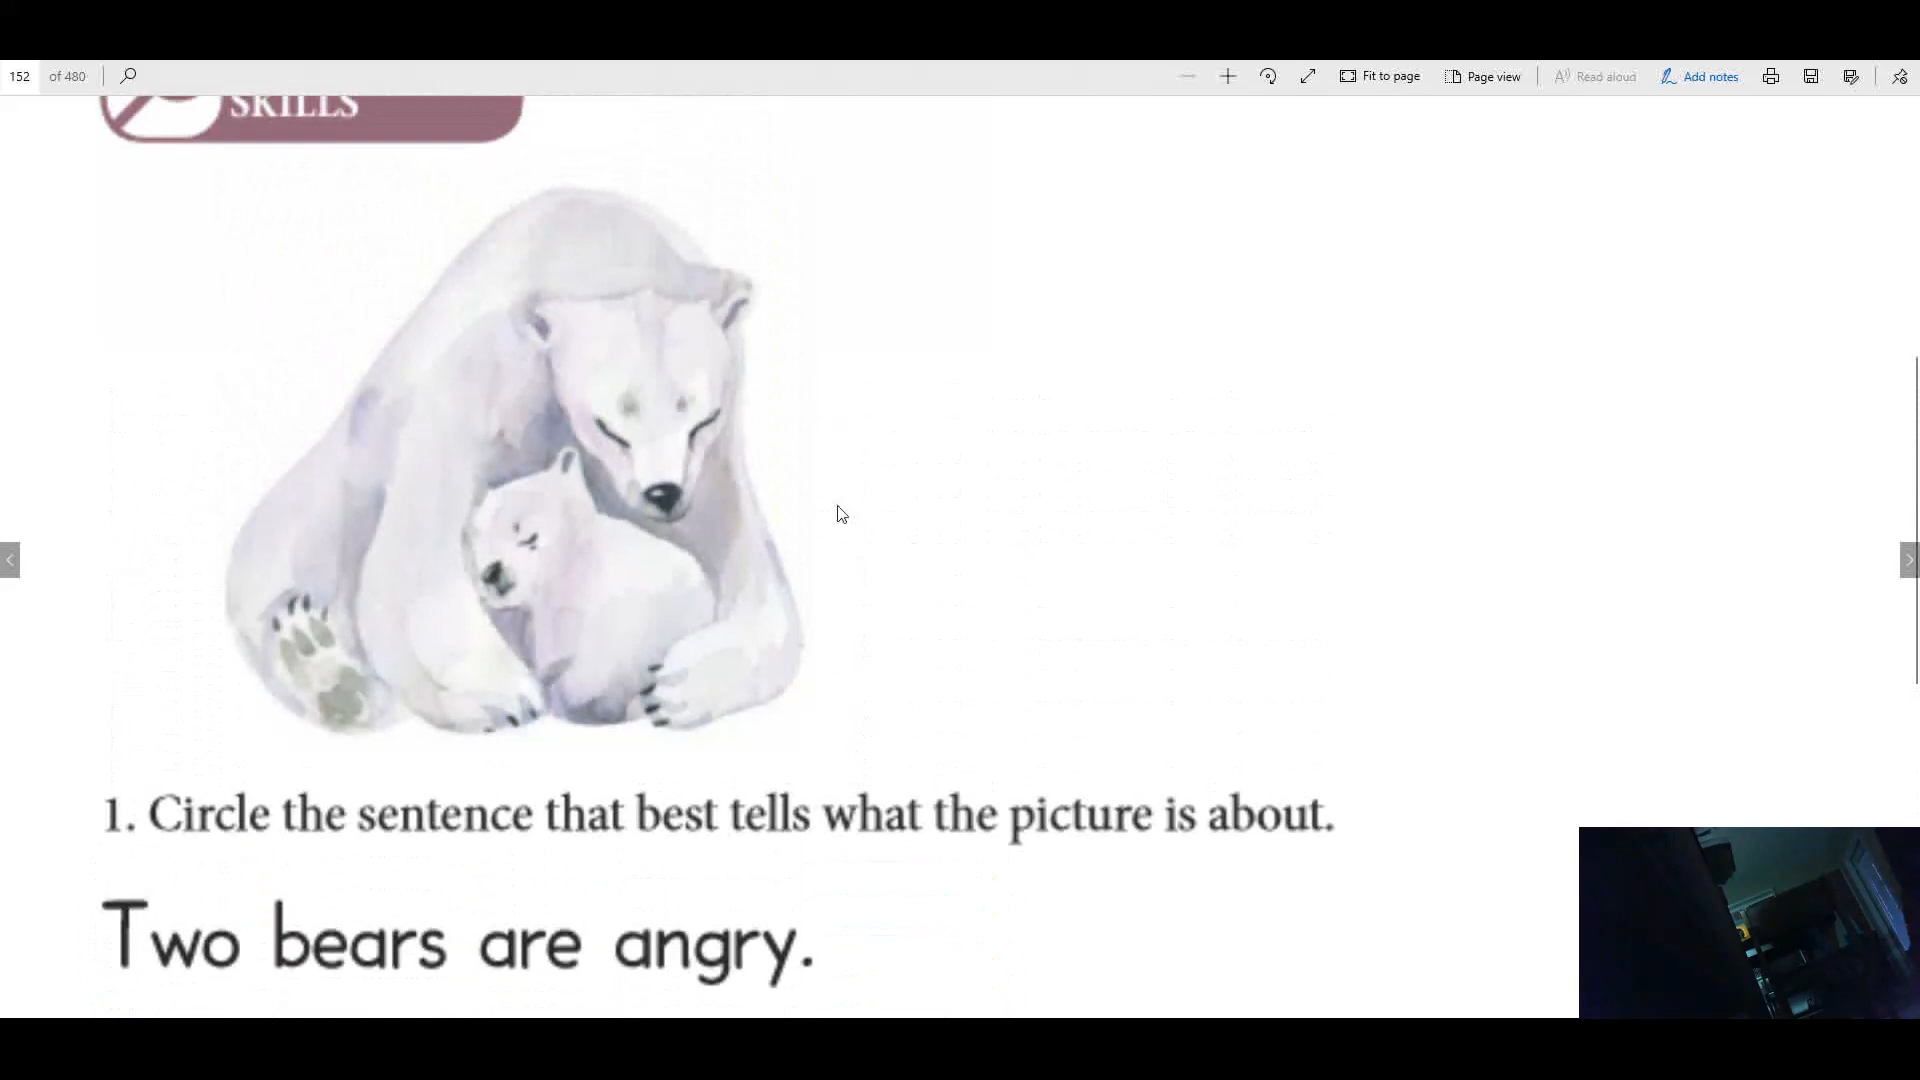 152 of 480 Fit to page Page view Read aloud Add notes
SKILLS
1. Circle the sentence that best tells what the picture is about.
Two bears are angry.